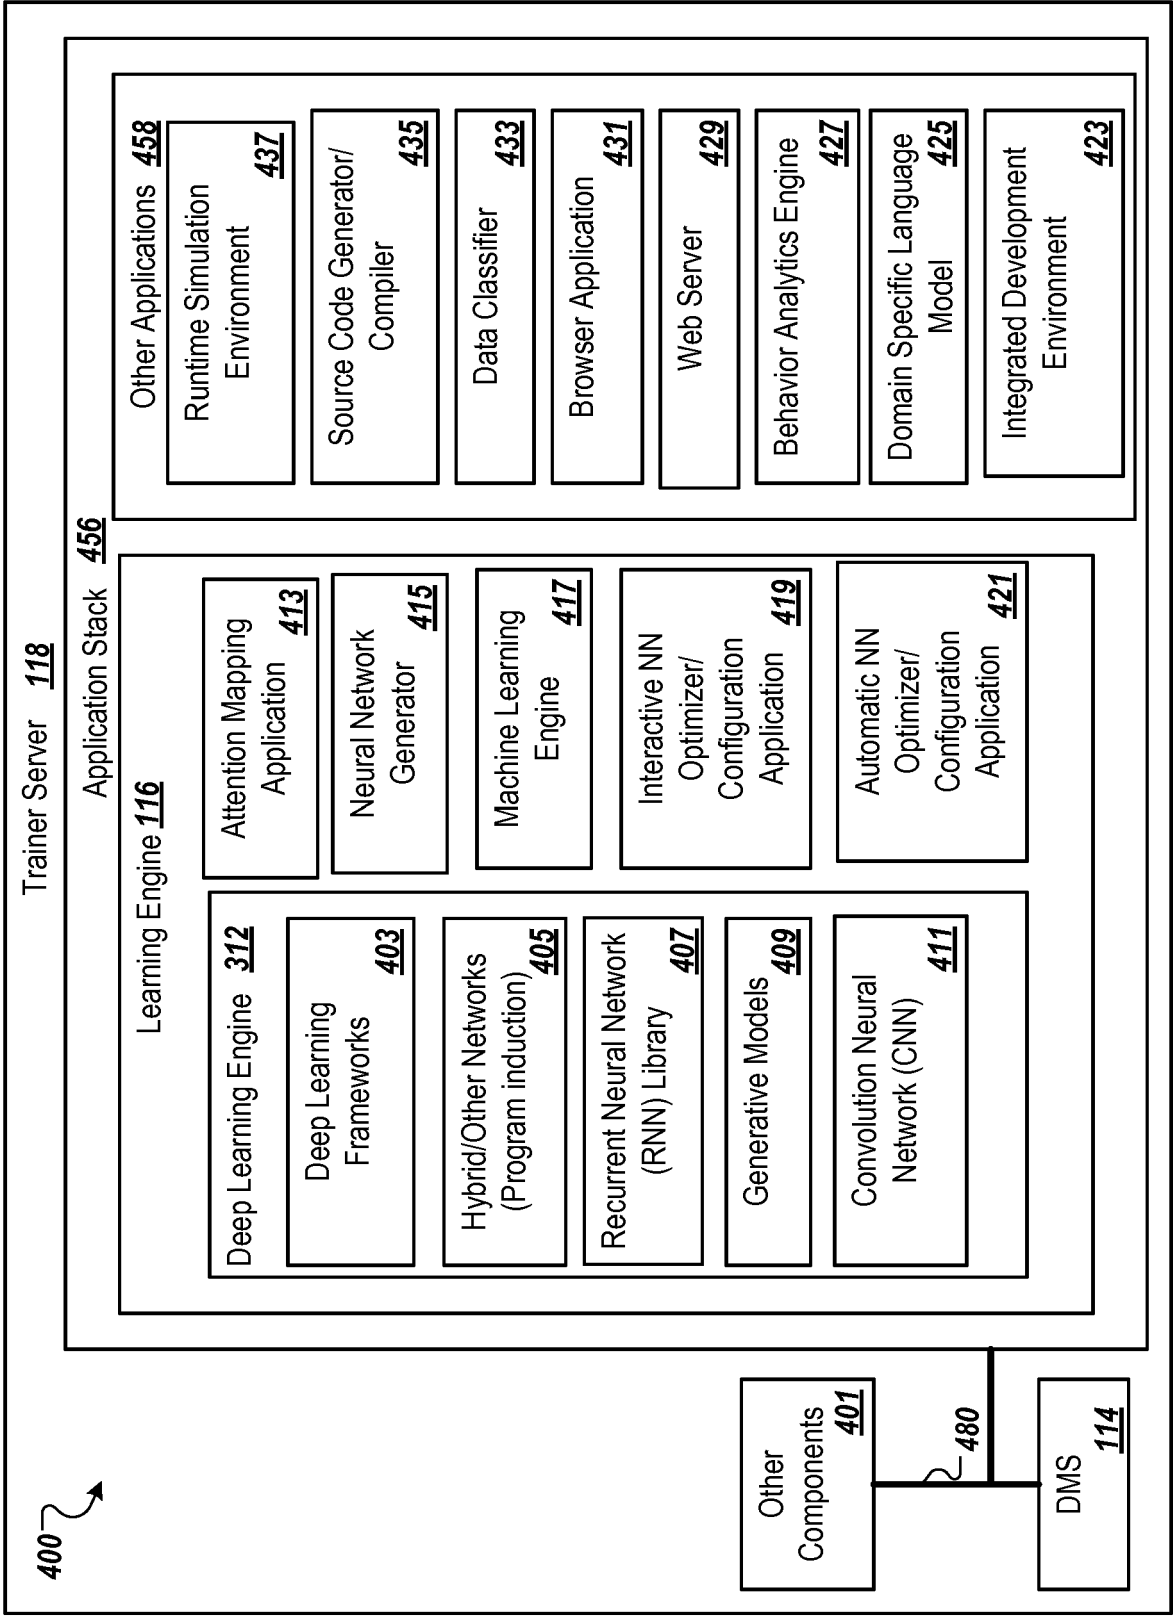 400
Trainer Server 118
Application Stack 456
Learning Engine 116
Deep Learning Engine 312
Deep Learning
Frameworks
403
Hybrid/Other Networks
(Program induction)
405
Recurrent Neural Network
(RNN) Library
407
Generative Models
409
Convolution Neural
Network (CNN)
411
Attention Mapping
Application
413
Neural Network
Generator
415
Machine Learning
Engine
417
Interactive NN
Optimizer/
Configuration
Application
419
Automatic NN
Optimizer/
Configuration
Application
421
Other Applications 458
Runtime Simulation
Environment
437
Source Code Generator/
Compiler
435
Data Classifier
433
Browser Application
431
Web Server
429
Behavior Analytics Engine
427
Domain Specific Language
Model
425
Integrated Development
Environment
423
Other
Components
401
480
DMS
114